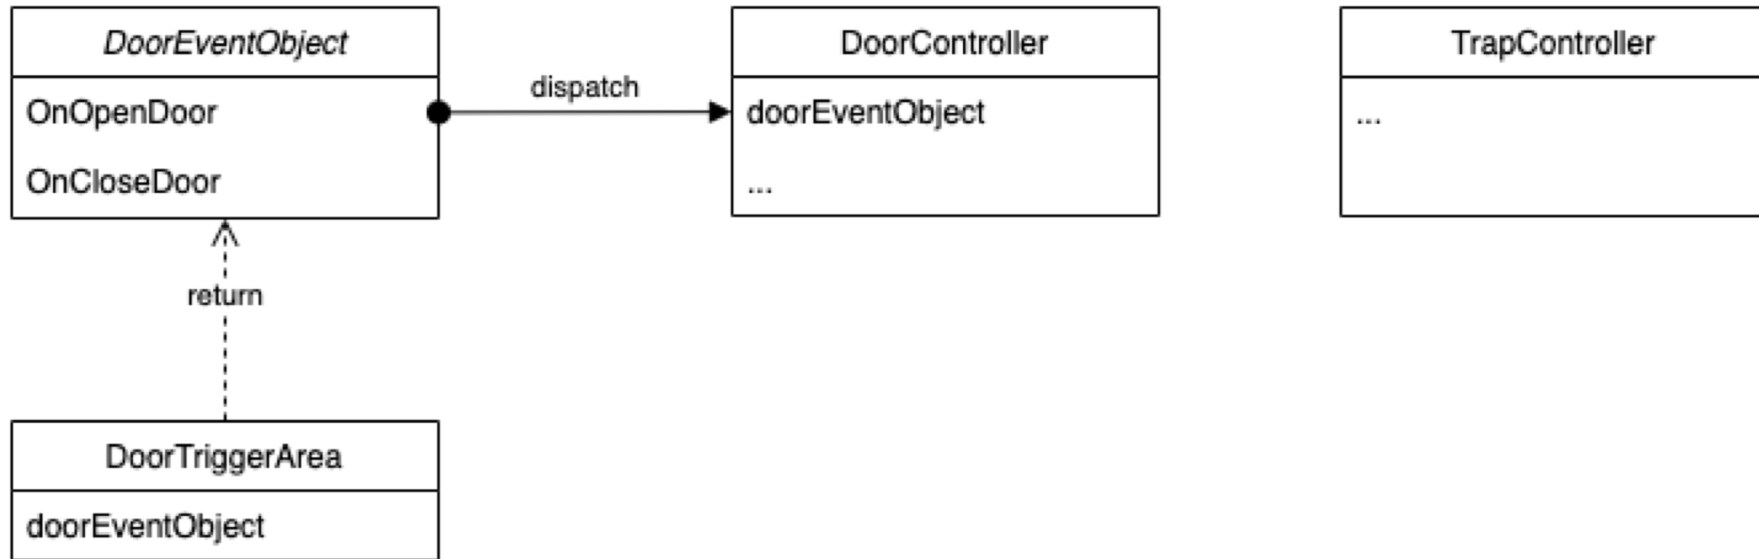 DoorEventObject
OnOpenDoor
OnCloseDoor
dispatch
DoorController
doorEventObject
...
TrapController
...
return
DoorTriggerArea
doorEventObject